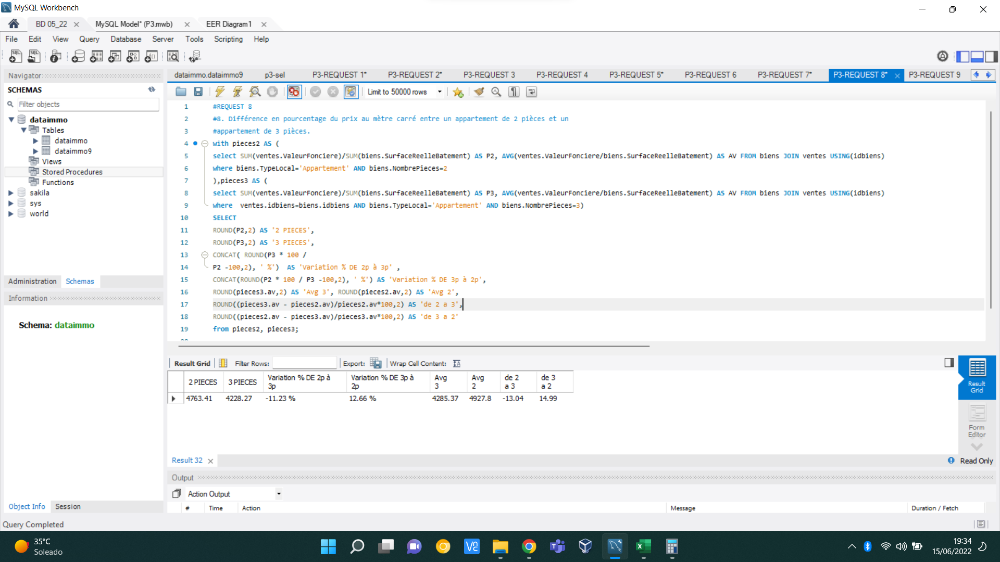 MySQL Workbench
BD 05_22
MySQL Model* (P3.mwb)
EER Diagram1
File Edit View Query Database Server Tools Scripting Help
Navigator
SCHEMAS
Filter objects
dataimmo
Tables
dataimmo
dataimmo9
Views
Stored Procedures
Functions
sakila
sys
world
Administration Schemas
Information
Schema: dataimmo
Object Info Session
dataimmo.dataimmo9 p3-sel P3-REQUEST 1* P3-REQUEST 2* P3-REQUEST 3 P3-REQUEST 4 P3-REQUEST 5* P3-REQUEST 6 P3-REQUEST 7* P3-REQUEST 8* P3-REQUEST 9
Limit to 50000 rows
1 #REQUEST 8
2 #8. Différence en pourcentage du prix au mètre carré entre un appartement de 2 pièces et un
3 #appartement de 3 pièces.
4 with pieces2 AS (
5 select SUM(ventes.ValeurFonciere)/SUM(biens.SurfaceReelleBatement) AS P2, AVG(ventes.ValeurFonciere/biens.SurfaceReelleBatement) AS AV FROM biens JOIN ventes USING(idbiens)
6 where biens.TypeLocal='Appartement' AND biens.NombrePieces=2
7 ),pieces3 AS (
8 select SUM(ventes.ValeurFonciere)/SUM(biens.SurfaceReelleBatement) AS P3, AVG(ventes.ValeurFonciere/biens.SurfaceReelleBatement) AS AV FROM biens JOIN ventes USING(idbiens)
9 where  ventes.idbiens=biens.idbiens AND biens.TypeLocal='Appartement' AND biens.NombrePieces=3)
10 SELECT
11 ROUND(P2,2) AS '2 PIECES',
12 ROUND(P3,2) AS '3 PIECES',
13 CONCAT( ROUND(P3 * 100 /
14 P2 -100,2), ' %')  AS 'Variation % DE 2p à 3p' ,
15 CONCAT(ROUND(P2 * 100 / P3 -100,2), ' %') AS 'Variation % DE 3p à 2p',
16 ROUND(pieces3.av,2) AS 'Avg 3', ROUND(pieces2.av,2) AS 'Avg 2',
17 ROUND((pieces3.av - pieces2.av)/pieces2.av*100,2) AS 'de 2 a 3',
18 ROUND((pieces2.av - pieces3.av)/pieces3.av*100,2) AS 'de 3 a 2'
19 from pieces2, pieces3;
Result Grid Filter Rows: Export: Wrap Cell Content:
2 PIECES 3 PIECES Variation % DE 2p à 3p Variation % DE 3p à 2p Avg 3 Avg 2 de 2 a 3 de 3 a 2
4763.41 4228.27 -11.23 % 12.66 % 4285.37 4927.8 -13.04 14.99
Result Grid
Form Editor
Result 32
Read Only
Output
Action Output
# Time Action Message Duration / Fetch
Query Completed
35°C
Soleado
19:34
15/06/2022